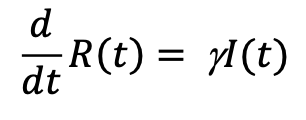 d/dt R(t) = γI(t)